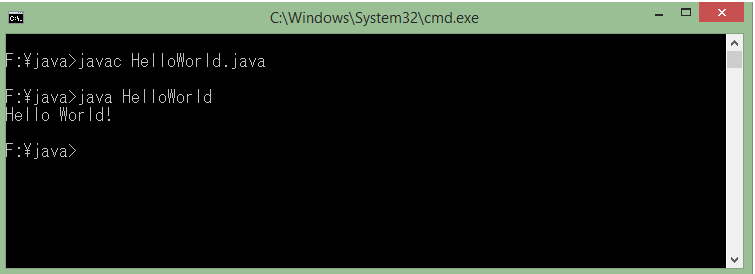 C:\Windows\System32\cmd.exe
F:¥java>javac HelloWorld.java
F:¥java>java HelloWorld
Hello World!
F:¥java>